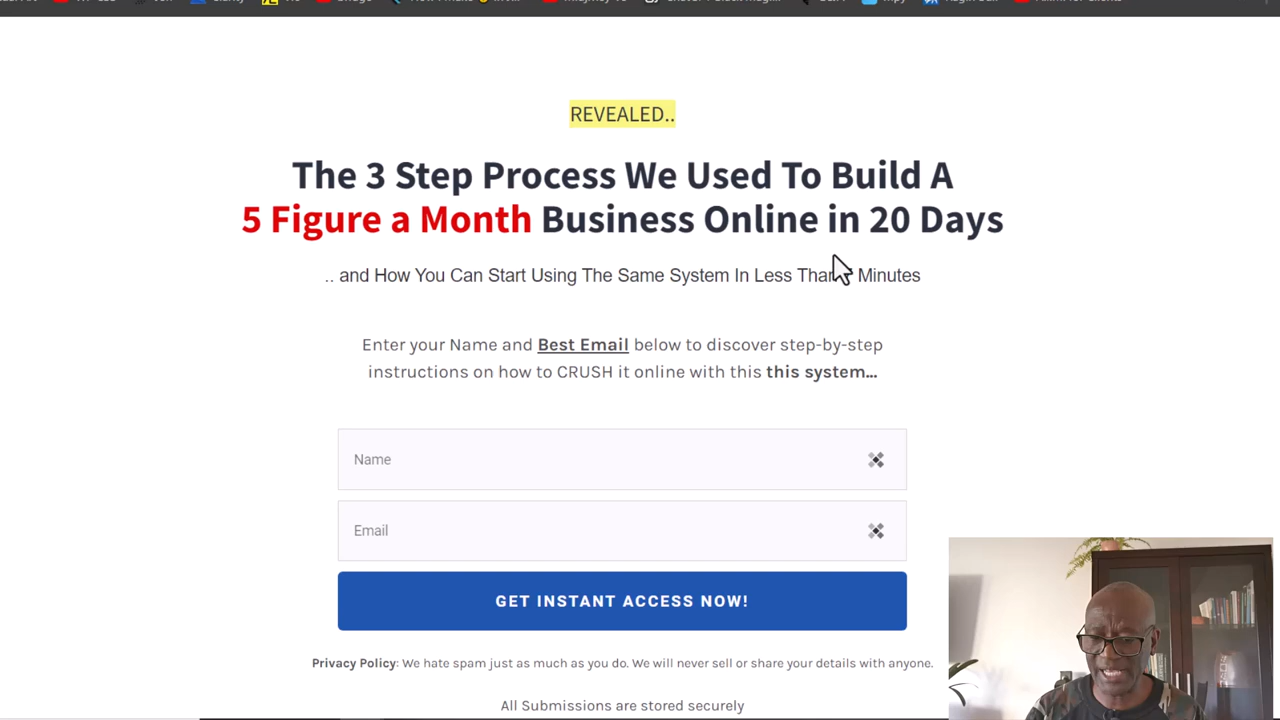 REVEALED..
The 3 Step Process We Used To Build A
5 Figure a Month Business Online in 20 Days
.. and How You Can Start Using The Same System In Less Than Minutes
Enter your Name and Best Email below to discover step-by-step
instructions on how to CRUSH it online with this this system...
Name
Email
GET INSTANT ACCESS NOW!
Privacy Policy: We hate spam just as much as you do. We will never sell or share your details with anyone.
All Submissions are stored securely